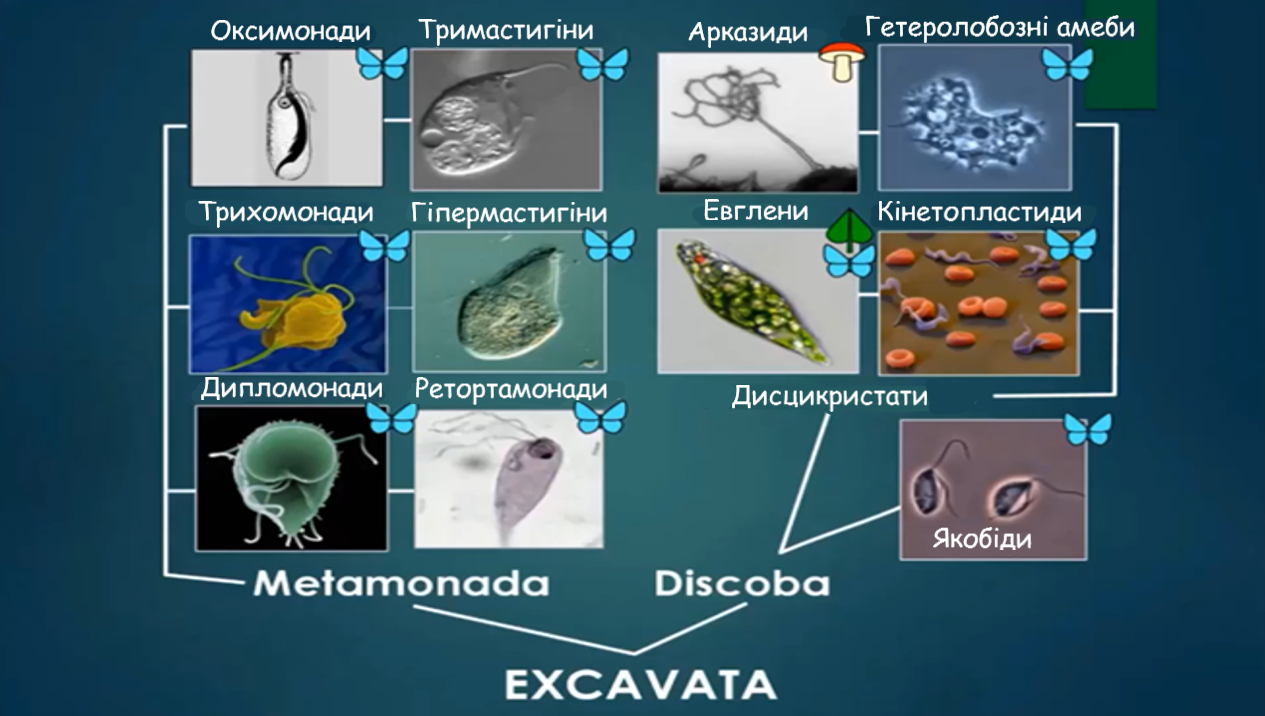 Оксимонади
Тримастигіни
Арказиди
Гетеролобозні амеби
Трихомонади
Гіпермастигіни
Евглени
Кінетопластиди
Дипломонади
Ретортамонади
Дисцикристати
Якобіди
Metamonada
Discoba
EXCAVATA